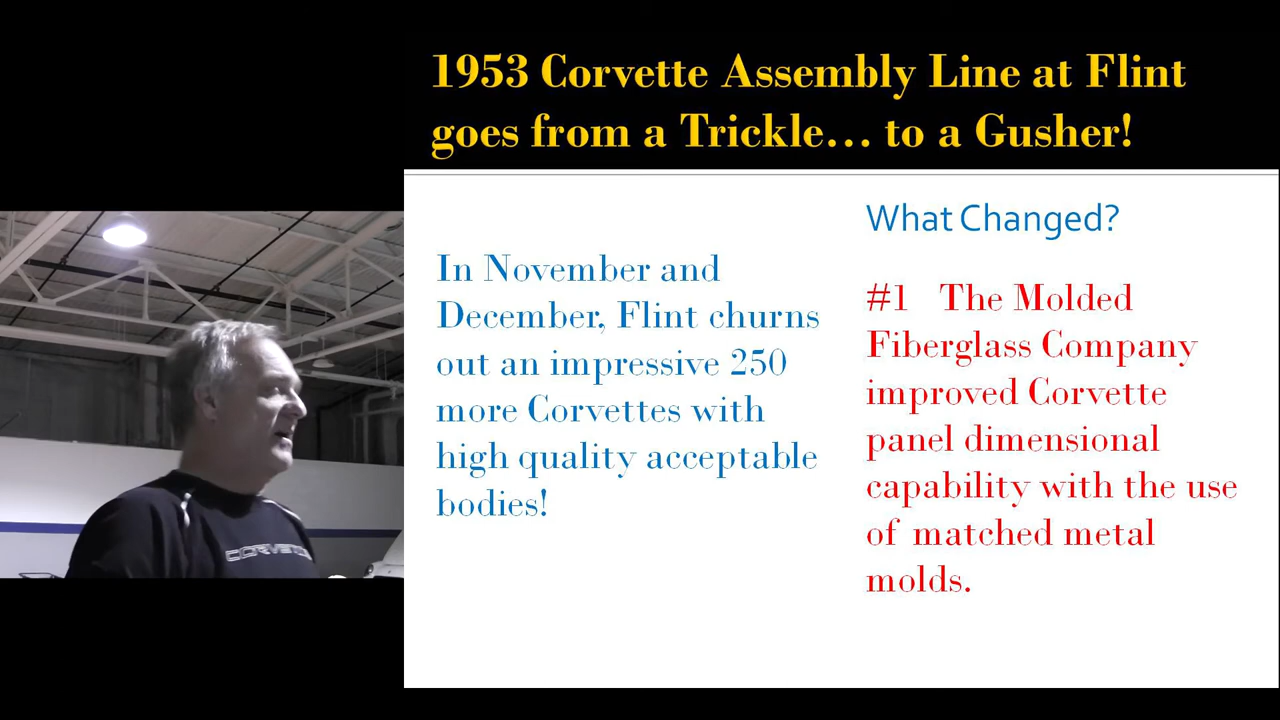 1953 Corvette Assembly Line at Flint
goes from a Trickle... to a Gusher!
In November and
December, Flint churns
out an impressive 250
more Corvettes with
high quality acceptable
bodies!
What Changed?
#1 The Molded
Fiberglass Company
improved Corvette
panel dimensional
capability with the use
of matched metal
molds.
CORVETTE